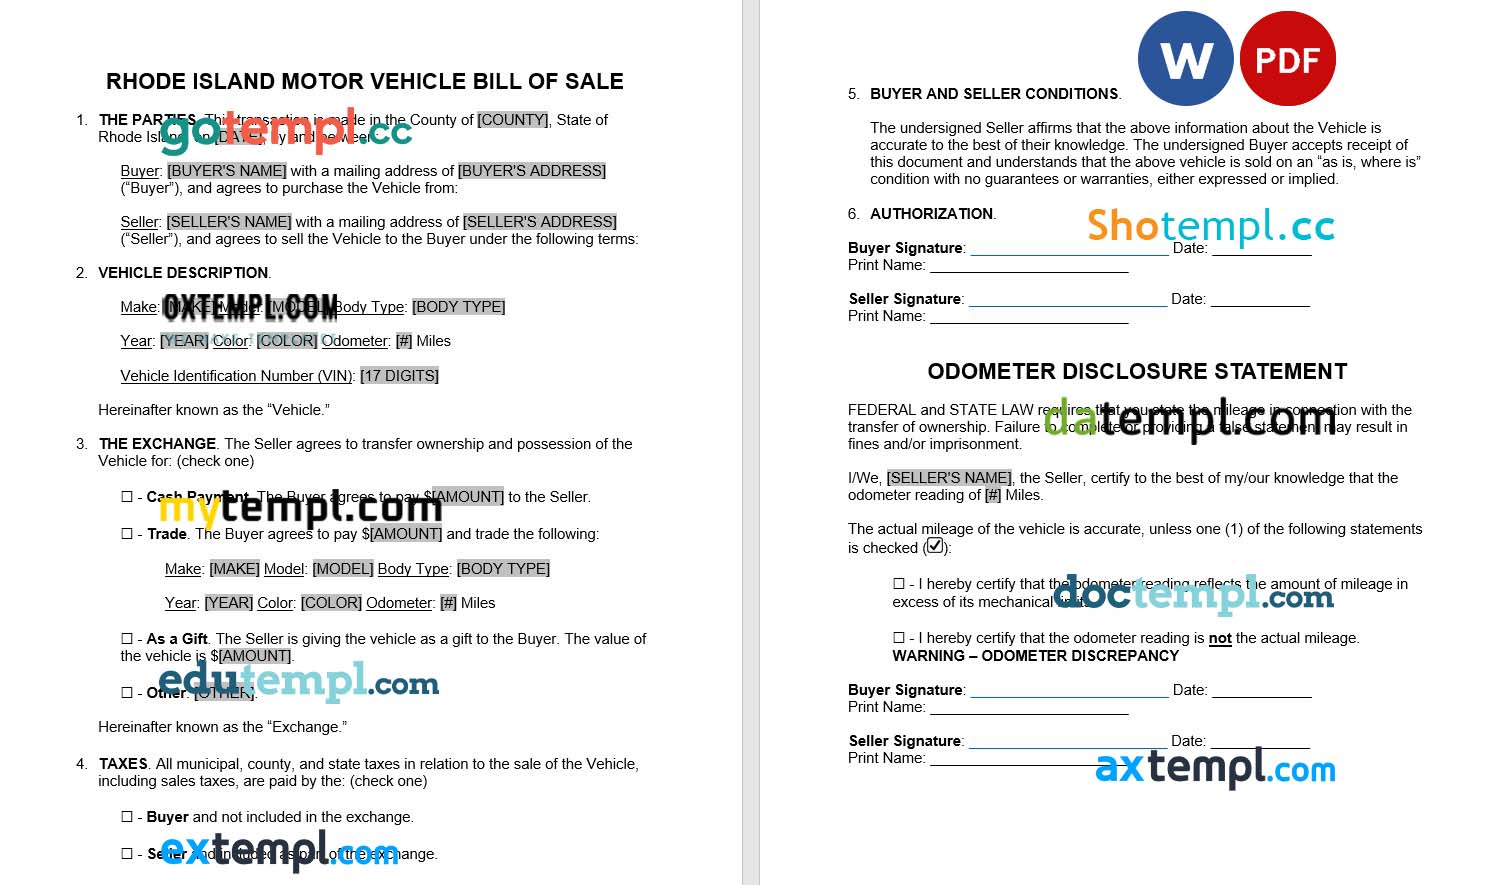 RHODE ISLAND MOTOR VEHICLE BILL OF SALE
1. THE PARTIES. This transaction is made in the County of [COUNTY], State of
Rhode Island on [DATE], by and between:
gotempl.cc
Buyer: [BUYER'S NAME] with a mailing address of [BUYER'S ADDRESS]
(“Buyer”), and agrees to purchase the Vehicle from:
Seller: [SELLER'S NAME] with a mailing address of [SELLER'S ADDRESS]
(“Seller”), and agrees to sell the Vehicle to the Buyer under the following terms:
2. VEHICLE DESCRIPTION.
Make: [MAKE] Model: [MODEL] Body Type: [BODY TYPE]
OXTEMPL.COM
Year: [YEAR] Color: [COLOR] Odometer: [#] Miles
Vehicle Identification Number (VIN): [17 DIGITS]
Hereinafter known as the “Vehicle.”
3. THE EXCHANGE. The Seller agrees to transfer ownership and possession of the
Vehicle for: (check one)
☐ - Cash Payment. The Buyer agrees to pay $[AMOUNT] to the Seller.
mytempl.com
☐ - Trade. The Buyer agrees to pay $[AMOUNT] and trade the following:
Make: [MAKE] Model: [MODEL] Body Type: [BODY TYPE]
Year: [YEAR] Color: [COLOR] Odometer: [#] Miles
☐ - As a Gift. The Seller is giving the vehicle as a gift to the Buyer. The value of
the vehicle is $[AMOUNT].
edutempl.com
☐ - Other. [OTHER].
Hereinafter known as the “Exchange.”
4. TAXES. All municipal, county, and state taxes in relation to the sale of the Vehicle,
including sales taxes, are paid by the: (check one)
☐ - Buyer and not included in the exchange.
☐ - Seller and included as part of the exchange.
extempl.com
W PDF
5. BUYER AND SELLER CONDITIONS.
The undersigned Seller affirms that the above information about the Vehicle is
accurate to the best of their knowledge. The undersigned Buyer accepts receipt of
this document and understands that the above vehicle is sold on an “as is, where is”
condition with no guarantees or warranties, either expressed or implied.
6. AUTHORIZATION.
Shotempl.cc
Buyer Signature: ________________________ Date: ____________
Print Name: ________________________
Seller Signature: ________________________ Date: ____________
Print Name: ________________________
ODOMETER DISCLOSURE STATEMENT
FEDERAL and STATE LAW requires that you state the mileage in connection with the
transfer of ownership. Failure to complete or providing a false statement may result in
fines and/or imprisonment.
datempl.com
I/We, [SELLER'S NAME], the Seller, certify to the best of my/our knowledge that the
odometer reading of [#] Miles.
The actual mileage of the vehicle is accurate, unless one (1) of the following statements
is checked (☑):
☐ - I hereby certify that the odometer reading reflects the amount of mileage in
excess of its mechanical limits.
doctempl.com
☐ - I hereby certify that the odometer reading is not the actual mileage.
WARNING – ODOMETER DISCREPANCY
Buyer Signature: ________________________ Date: ____________
Print Name: ________________________
Seller Signature: ________________________ Date: ____________
Print Name: ________________________
axtempl.com